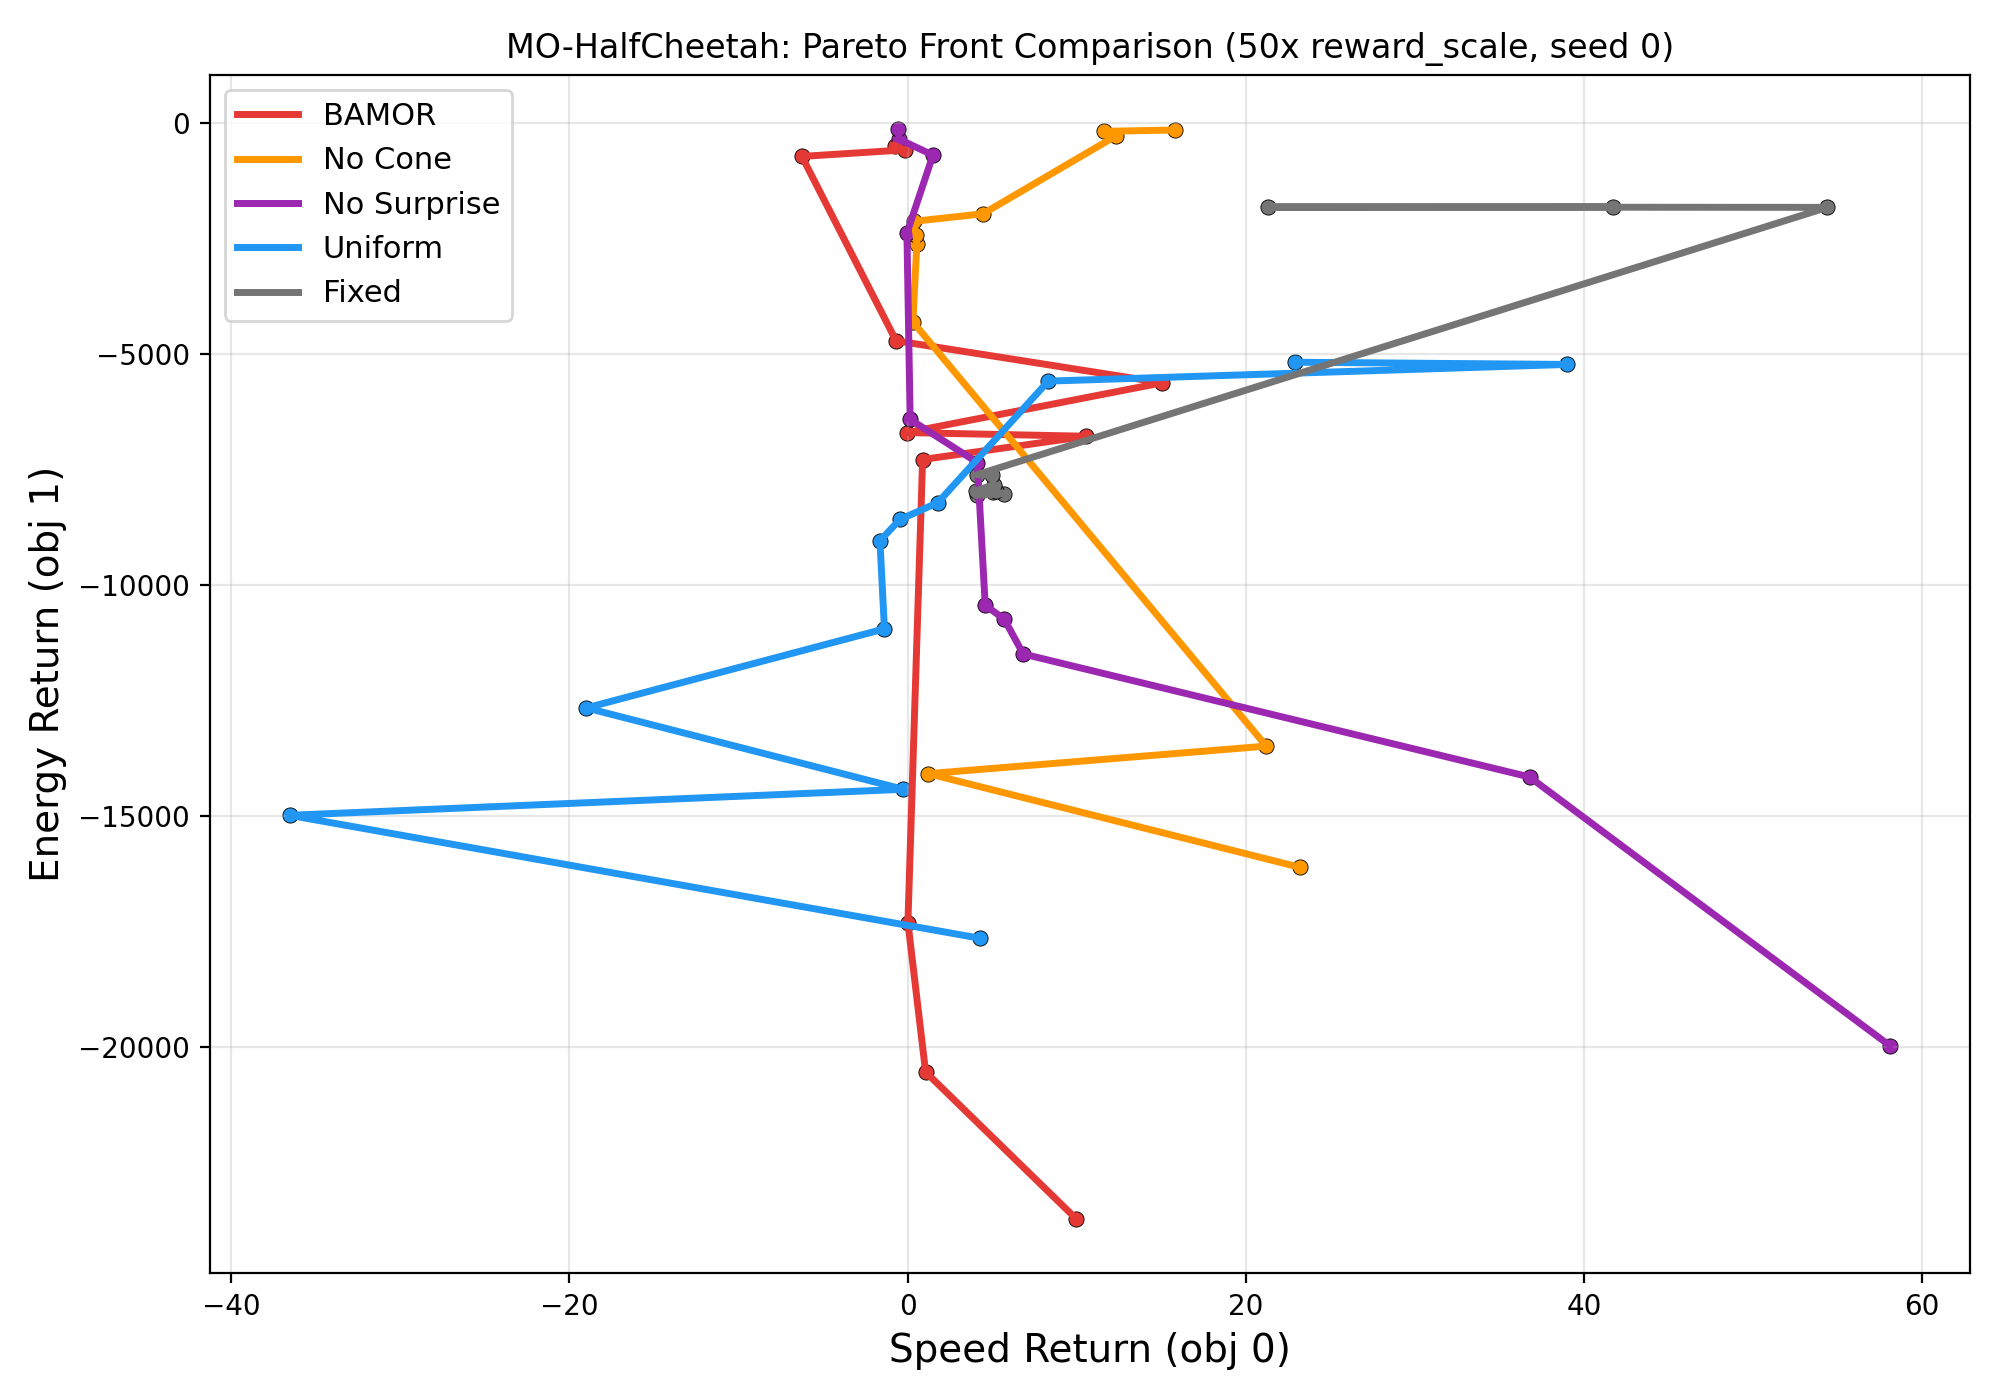 MO-HalfCheetah: Pareto Front Comparison (50x reward_scale, seed 0)
BAMOR
No Cone
No Surprise
Uniform
Fixed
0
−5000
−10000
−15000
−20000
Energy Return (obj 1)
−40
−20
0
20
40
60
Speed Return (obj 0)